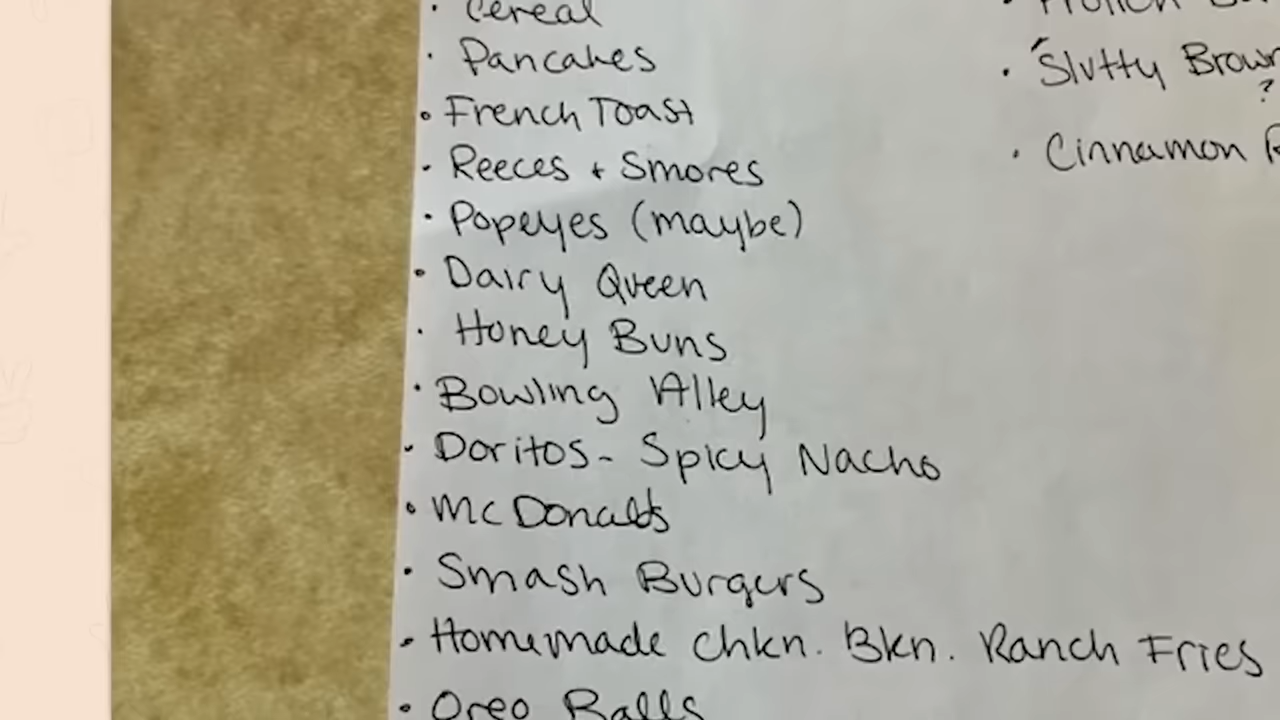 · Cereal
· Pancakes
· French Toast
· Reeces + Smores
· Popeyes (maybe)
· Dairy Queen
· Honey Buns
· Bowling Alley
· Doritos - Spicy Nacho
· McDonalds
· Smash Burgers
· Homemade Chkn. Bkn. Ranch Fries
· Oreo Balls
· Slutty
?
· Cinnamon